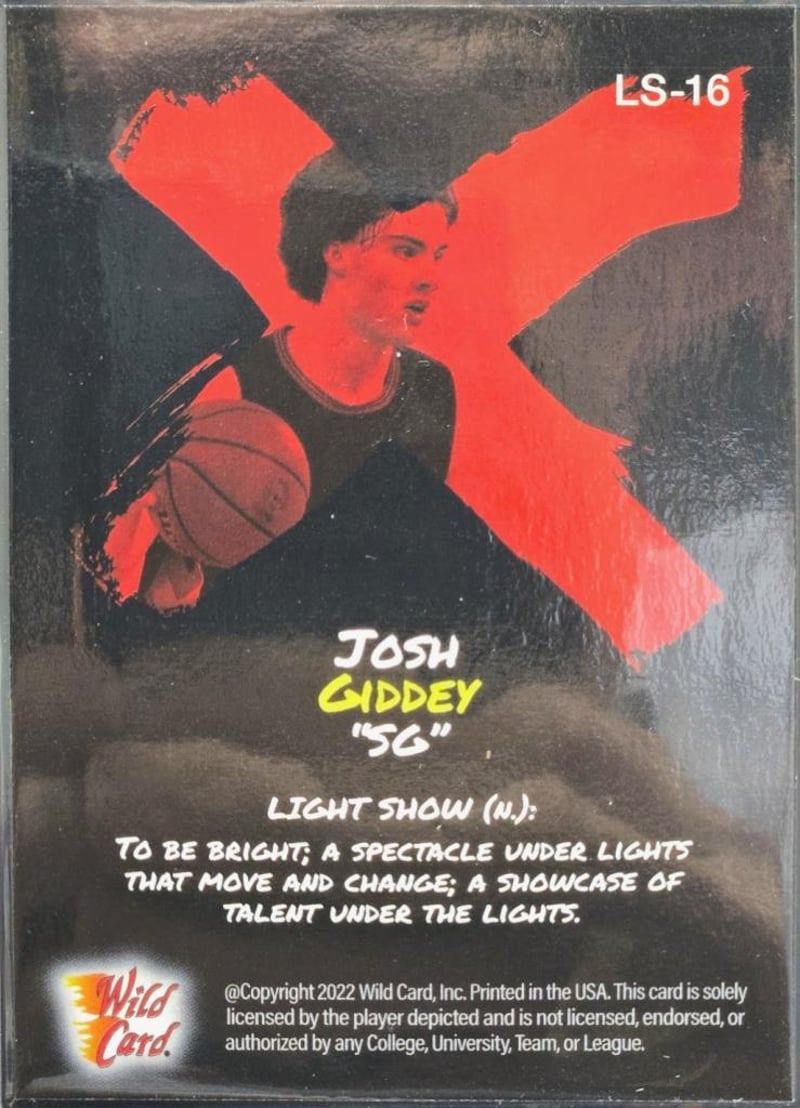 LS-16
JOSH
GIDDEY
"SG"
LIGHT SHOW (N.):
TO BE BRIGHT; A SPECTACLE UNDER LIGHTS
THAT MOVE AND CHANGE; A SHOWCASE OF
TALENT UNDER THE LIGHTS.
Wild
Card.
@Copyright 2022 Wild Card, Inc. Printed in the USA. This card is solely
licensed by the player depicted and is not licensed, endorsed, or
authorized by any College, University, Team, or League.